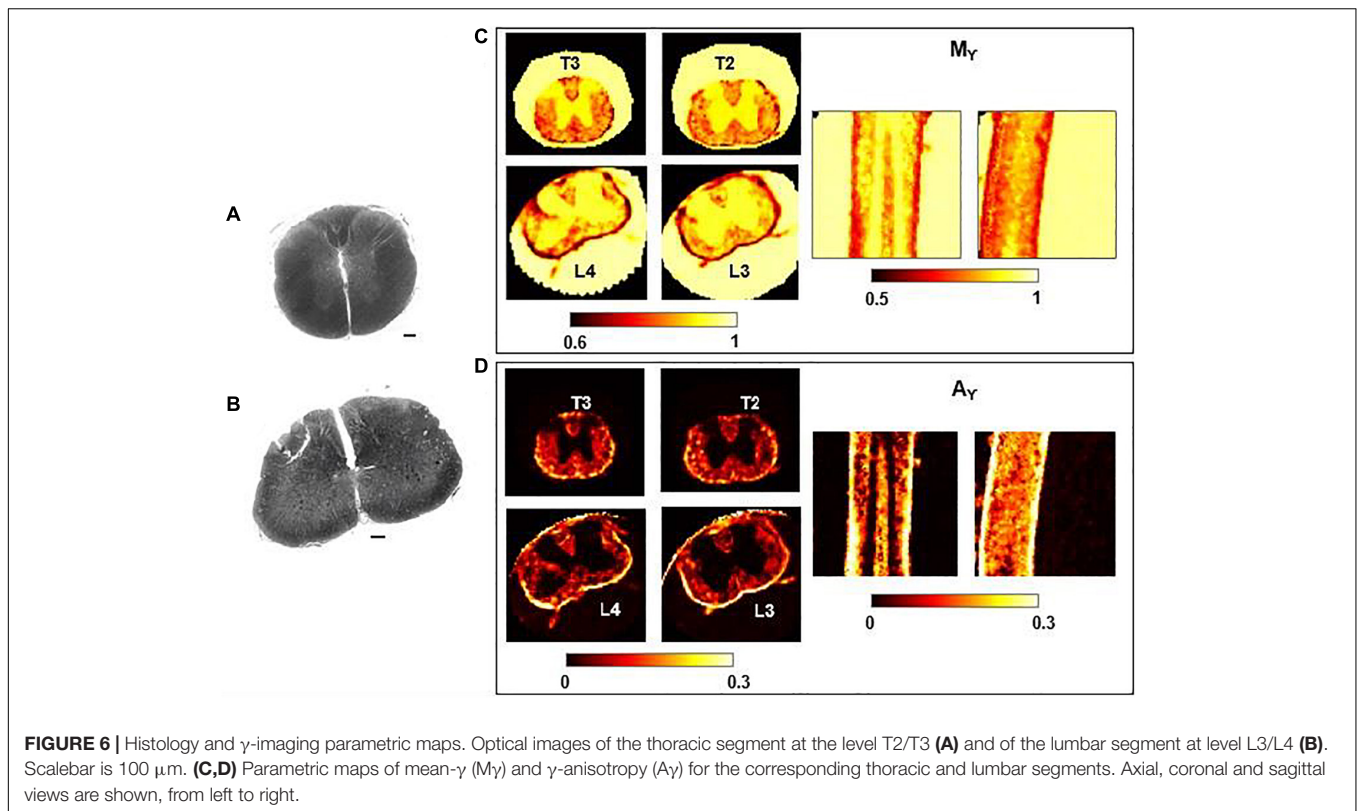 C
T3
T2
Mγ
A
L4
L3
0.5
1
0.6
1
D
T3
T2
Aγ
B
L4
L3
0
0.3
0
0.3
FIGURE 6 | Histology and γ-imaging parametric maps. Optical images of the thoracic segment at the level T2/T3 (A) and of the lumbar segment at level L3/L4 (B).
Scalebar is 100 μm. (C,D) Parametric maps of mean-γ (Mγ) and γ-anisotropy (Aγ) for the corresponding thoracic and lumbar segments. Axial, coronal and sagittal
views are shown, from left to right.